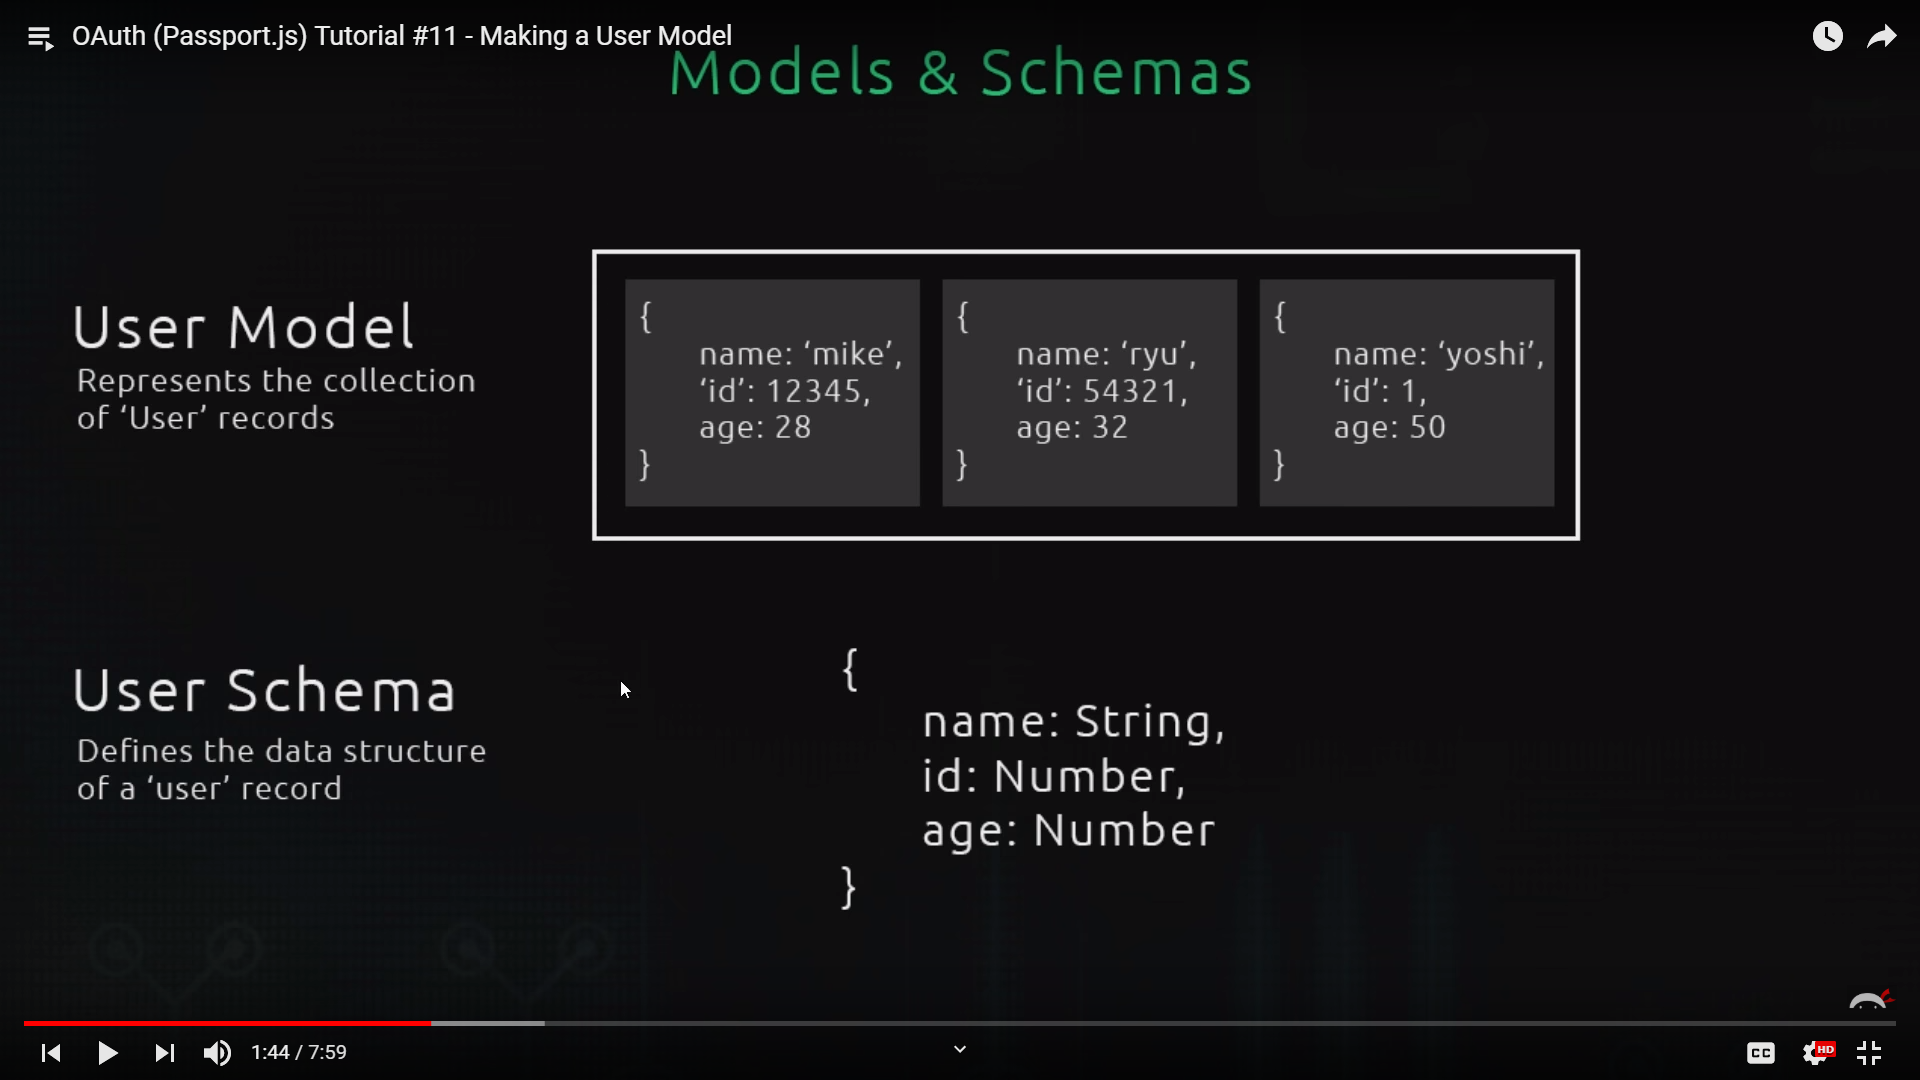 OAuth (Passport.js) Tutorial #11 - Making a User Model
Models & Schemas
User Model
Represents the collection
of ‘User’ records
{
name: ‘mike’,
‘id’: 12345,
age: 28
}
{
name: ‘ryu’,
‘id’: 54321,
age: 32
}
{
name: ‘yoshi’,
‘id’: 1,
age: 50
}
User Schema
Defines the data structure
of a ‘user’ record
{
name: String,
id: Number,
age: Number
}
1:44 / 7:59
CC
HD